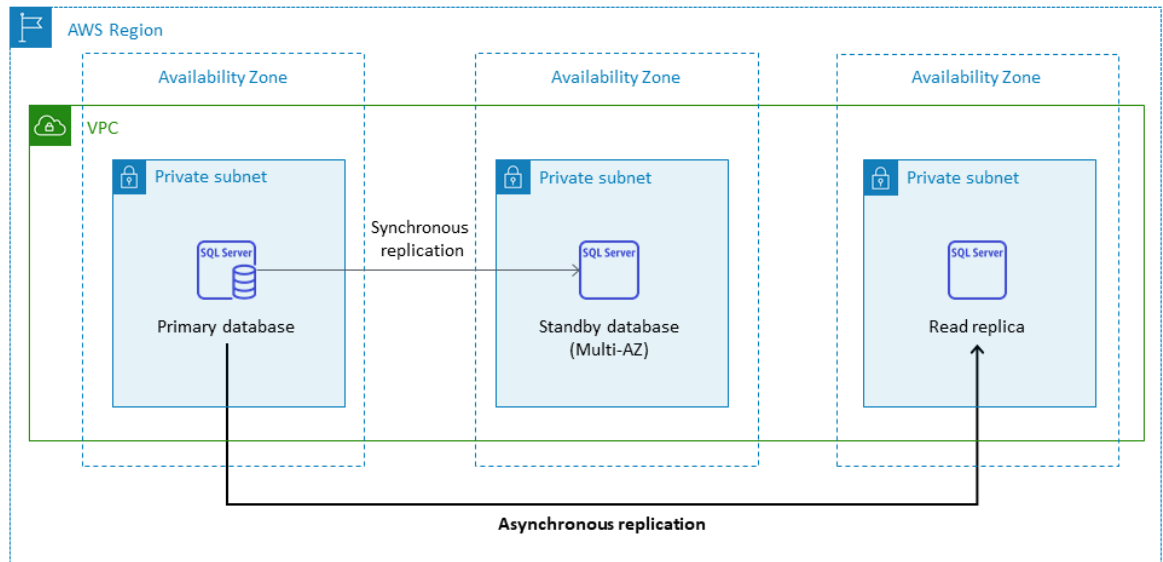 AWS Region
Availability Zone
Availability Zone
Availability Zone
VPC
Private subnet
Private subnet
Private subnet
Synchronous
replication
SQL Server
SQL Server
SQL Server
Primary database
Standby database
(Multi-AZ)
Read replica
Asynchronous replication